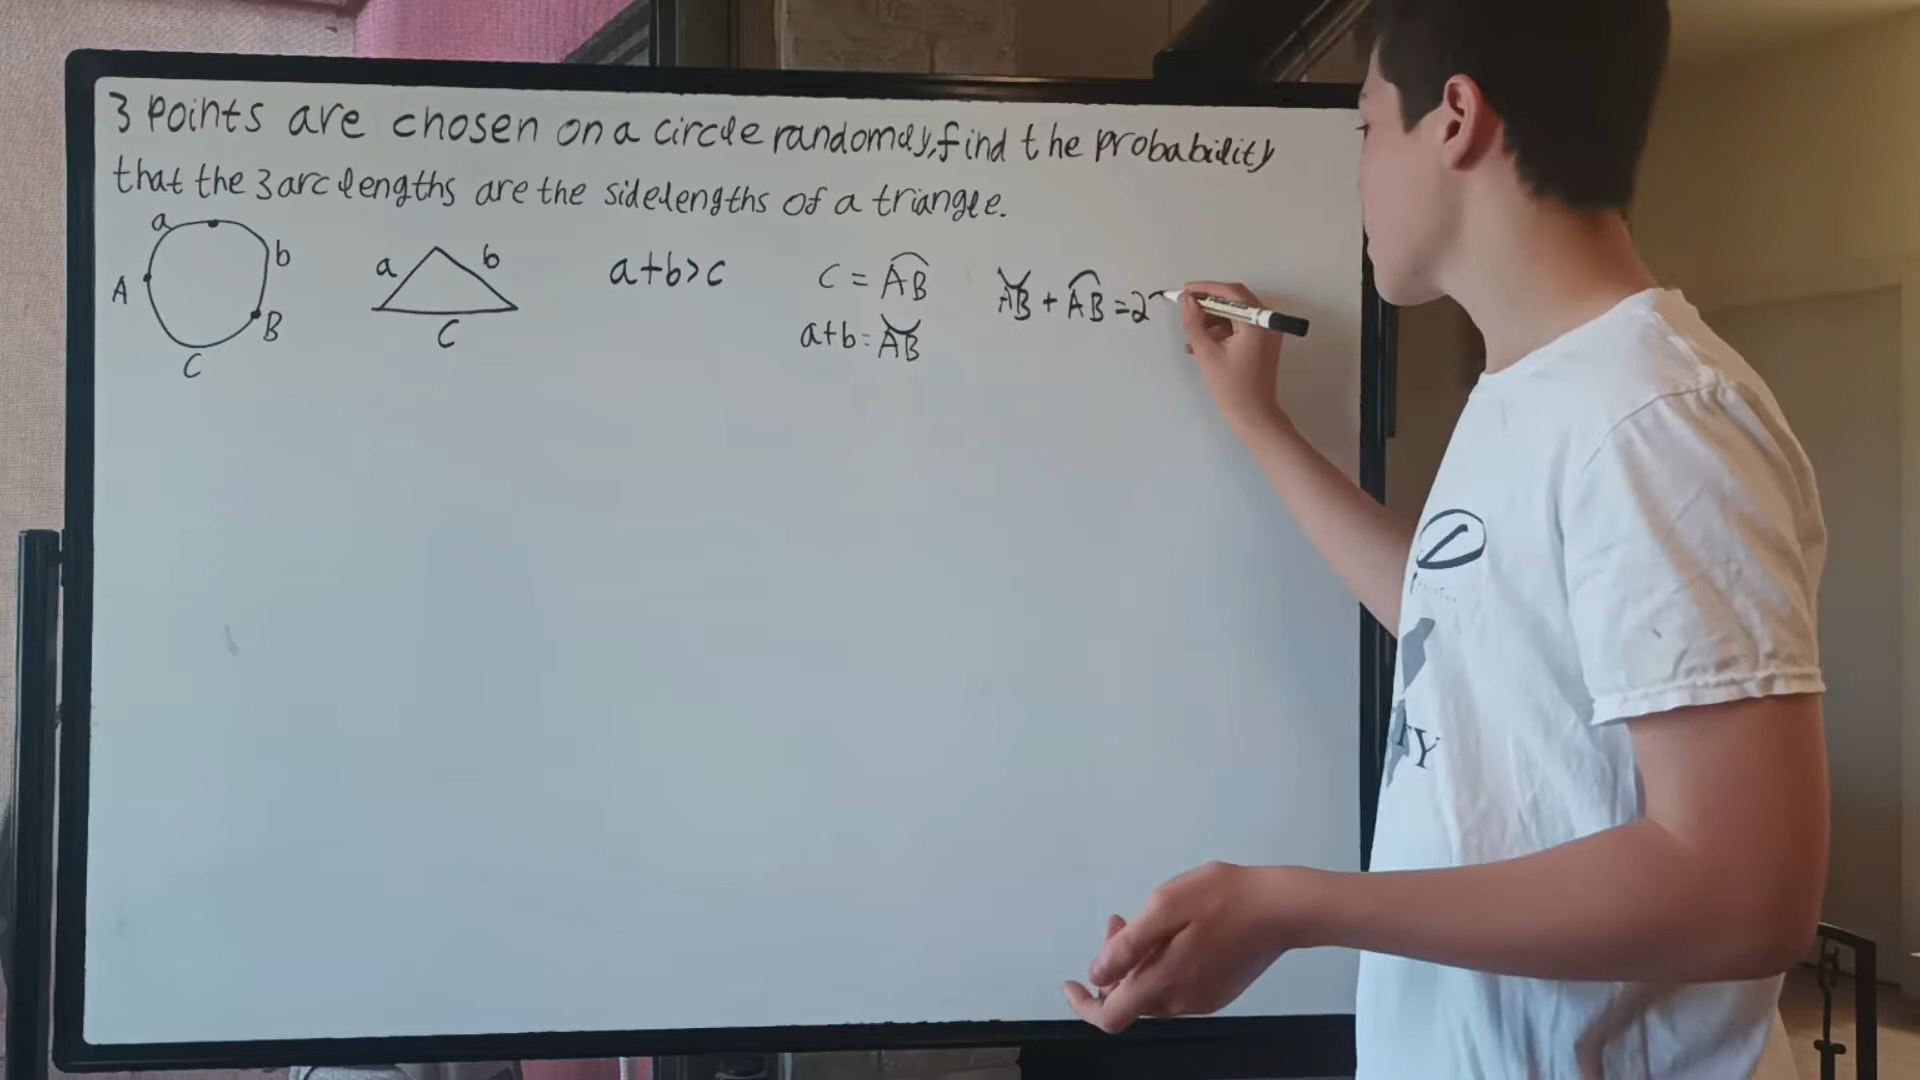 3 points are chosen on a circle randomly, find the probability
that the 3 arc lengths are the sidelengths of a triangle.
a
b
A
B
C
a
b
C
a+b>c
C = AB
a+b = AB
AB + AB = 2
TY